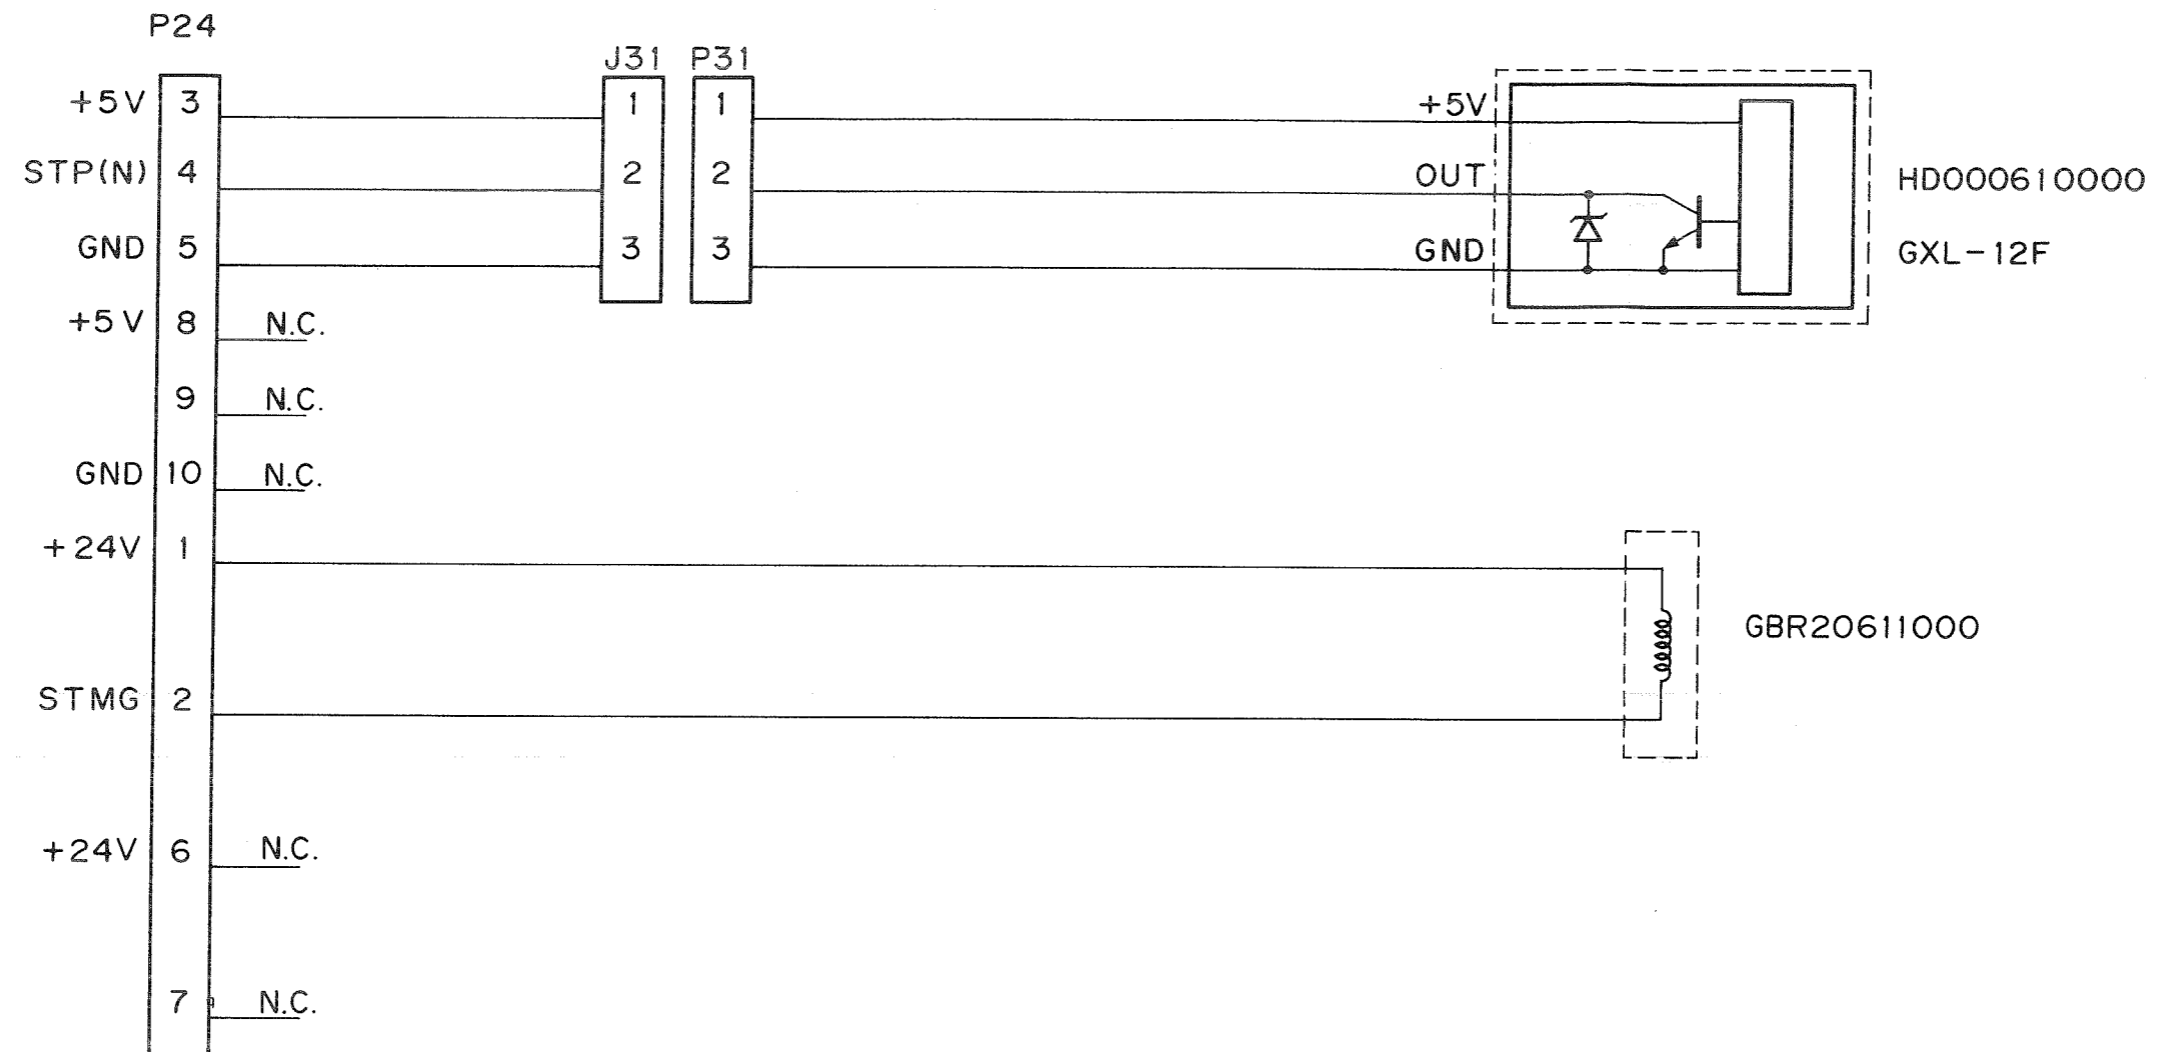 P24
J31 P31
+5V 3 1 1 +5V
STP(N) 4 2 2 OUT HD000610000
GND 5 3 3 GND GXL-12F
+5V 8 N.C.
9 N.C.
GND 10 N.C.
+24V 1
GBR20611000
STMG 2
+24V 6 N.C.
7 N.C.